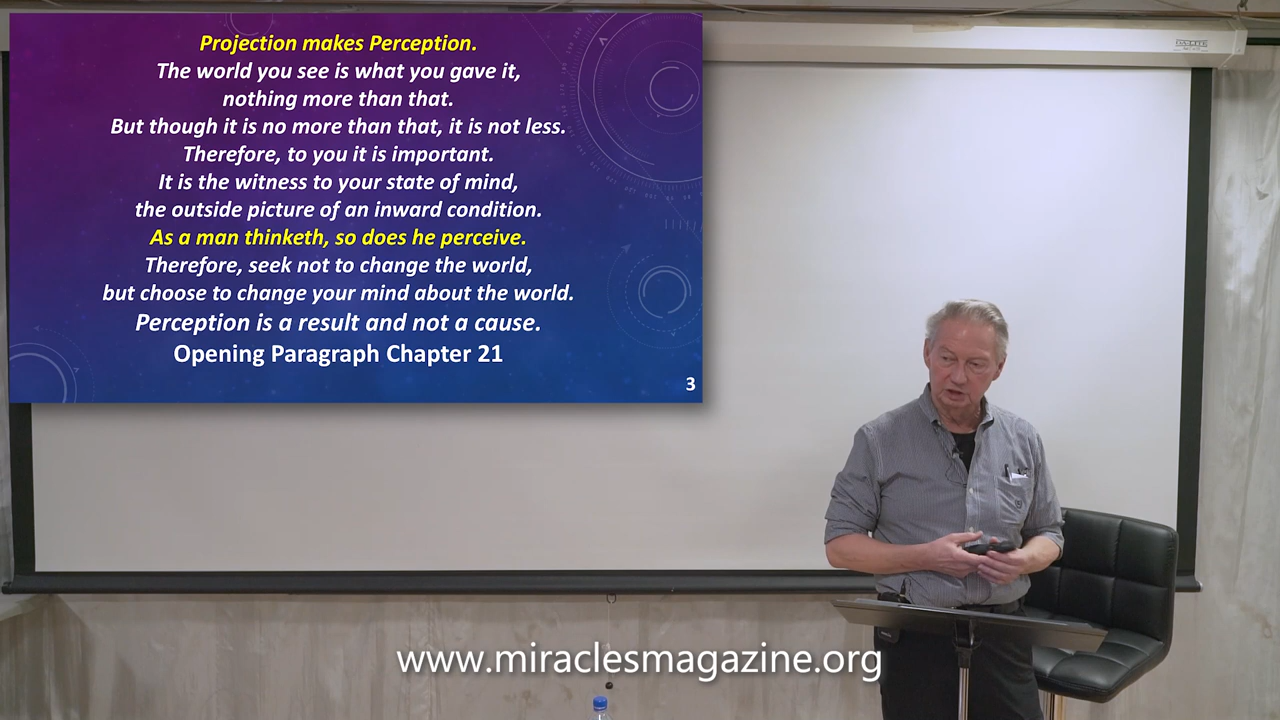 Projection makes Perception.
The world you see is what you gave it,
nothing more than that.
But though it is no more than that, it is not less.
Therefore, to you it is important.
It is the witness to your state of mind,
the outside picture of an inward condition.
As a man thinketh, so does he perceive.
Therefore, seek not to change the world,
but choose to change your mind about the world.
Perception is a result and not a cause.
Opening Paragraph Chapter 21
3
www.miraclesmagazine.org